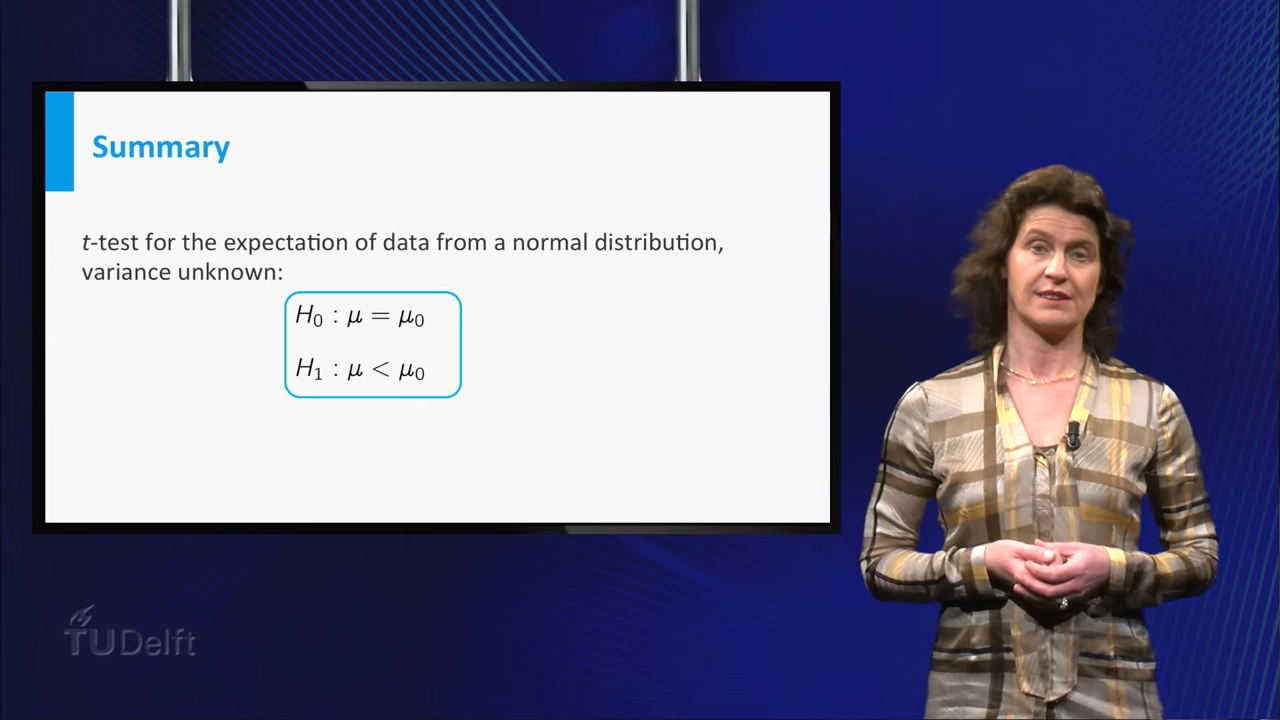 Summary
t-test for the expectation of data from a normal distribution,
variance unknown:
H₀ : μ = μ₀
H₁ : μ < μ₀
TUDelft